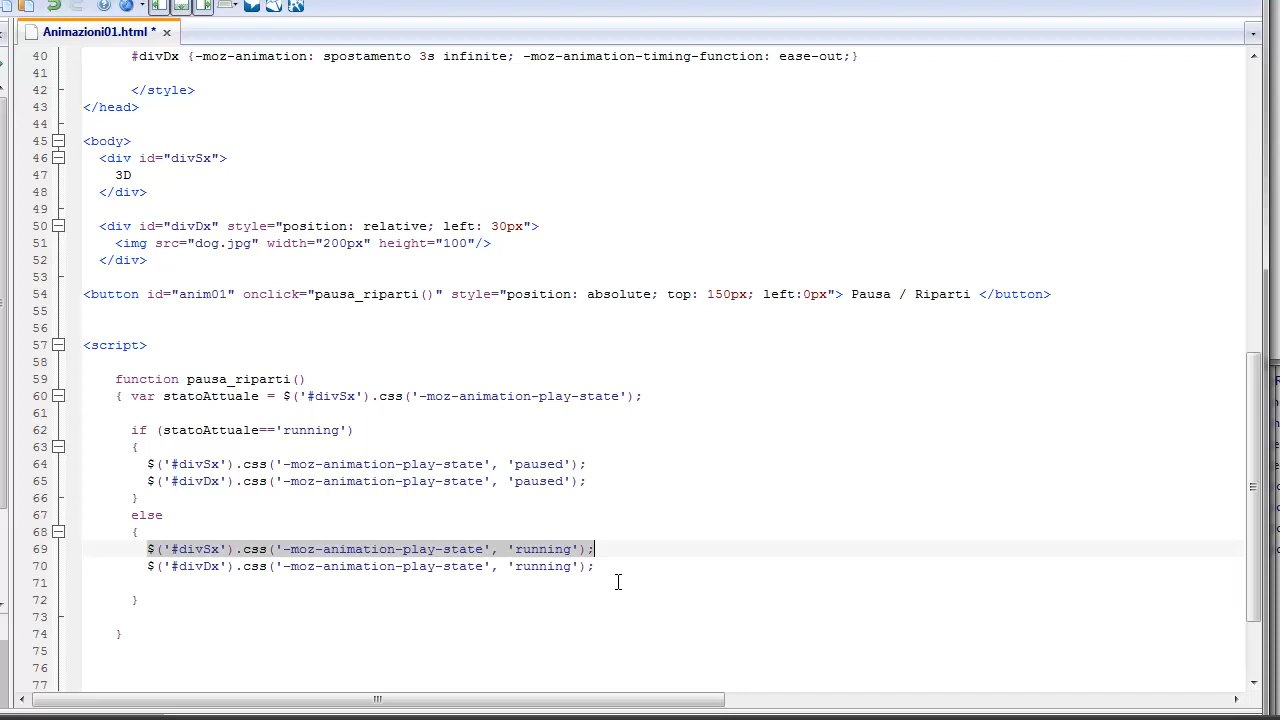 Animazioni01.html *
40 #divDx {-moz-animation: spostamento 3s infinite; -moz-animation-timing-function: ease-out;}
41
42 </style>
43 </head>
44
45 <body>
46 <div id="divSx">
47 3D
48 </div>
49
50 <div id="divDx" style="position: relative; left: 30px">
51 <img src="dog.jpg" width="200px" height="100"/>
52 </div>
53
54 <button id="anim01" onclick="pausa_riparti()" style="position: absolute; top: 150px; left:0px"> Pausa / Riparti </button>
55
56
57 <script>
58
59 function pausa_riparti()
60 { var statoAttuale = $('#divSx').css('-moz-animation-play-state');
61
62 if (statoAttuale=='running')
63 {
64 $('#divSx').css('-moz-animation-play-state', 'paused');
65 $('#divDx').css('-moz-animation-play-state', 'paused');
66 }
67 else
68 {
69 $('#divSx').css('-moz-animation-play-state', 'running');
70 $('#divDx').css('-moz-animation-play-state', 'running');
71
72 }
73
74 }
75
76
77